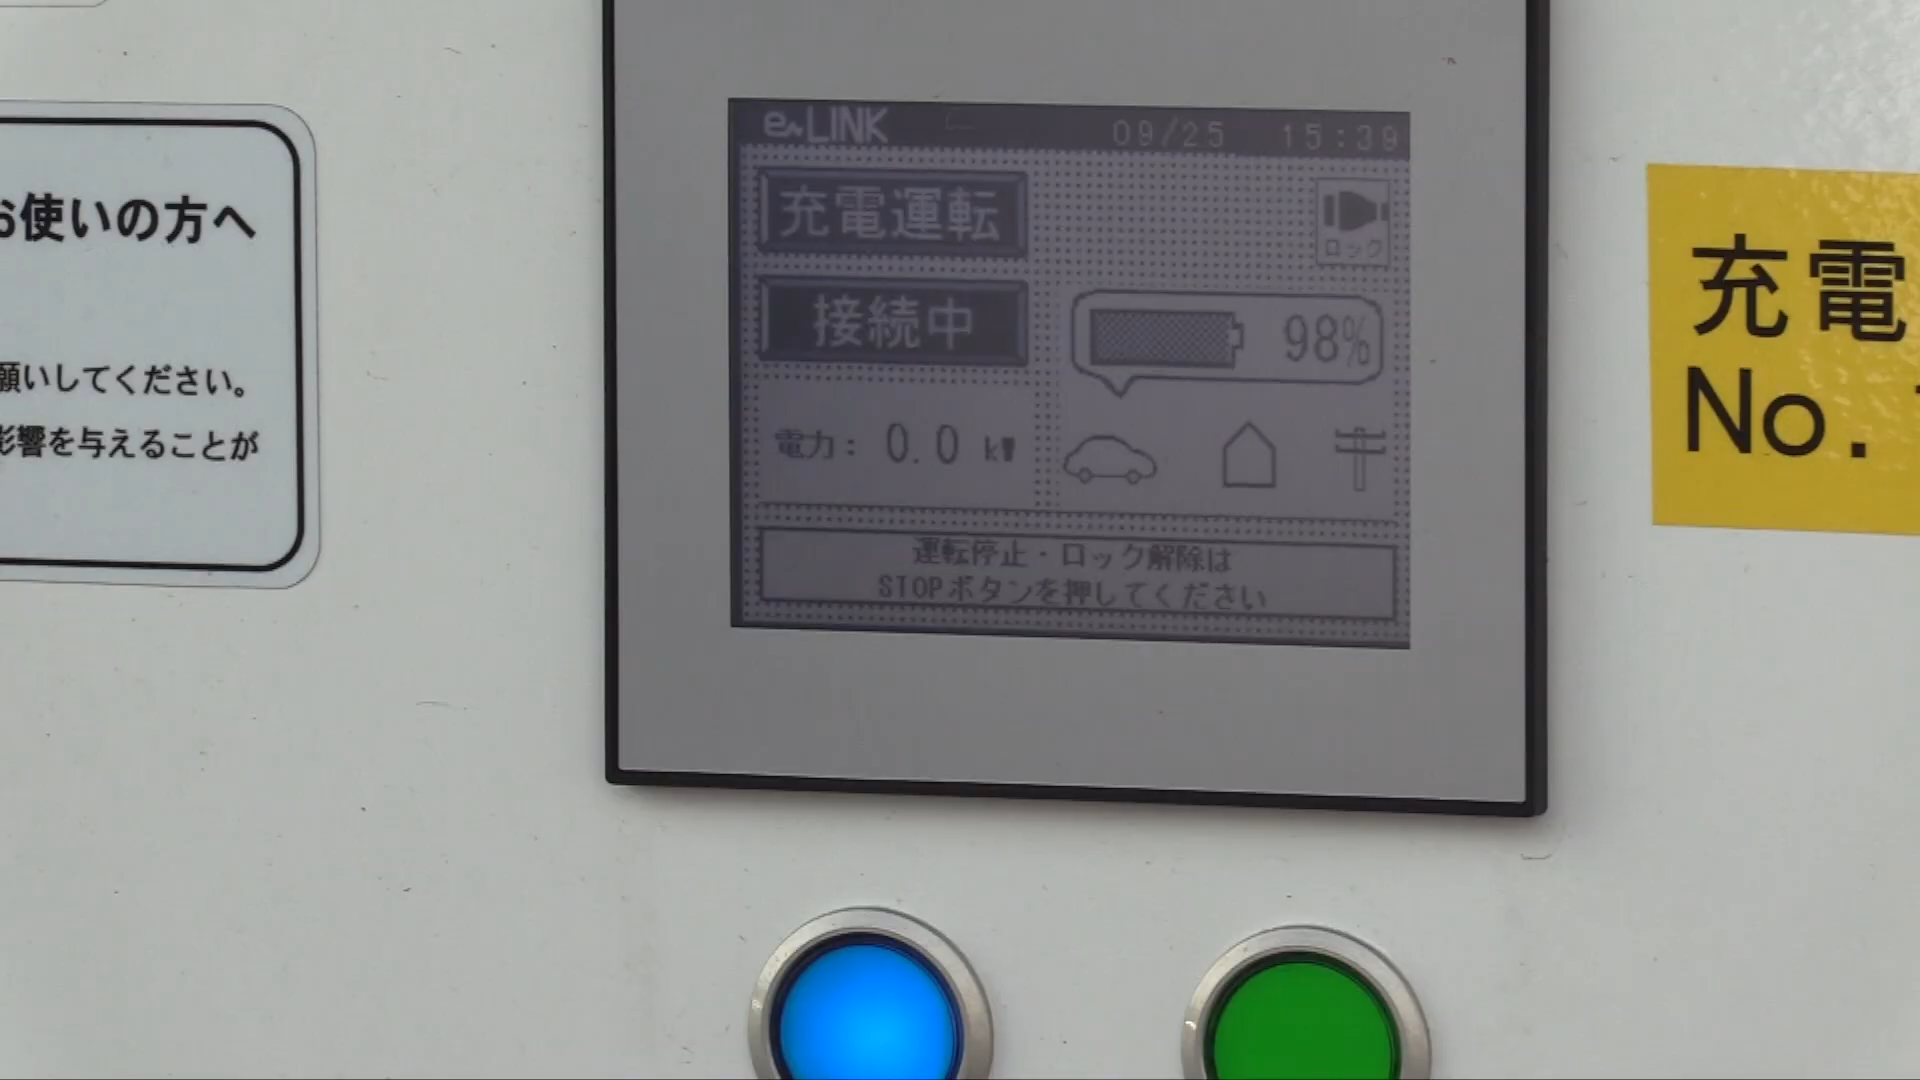 お使いの方へ
願いしてください。
影響を与えることが
e LINK 09/25 15:39
充電運転
ロック
接続中
98%
電力: 0.0 kW
運転停止・ロック解除は
STOPボタンを押してください
充電
No.